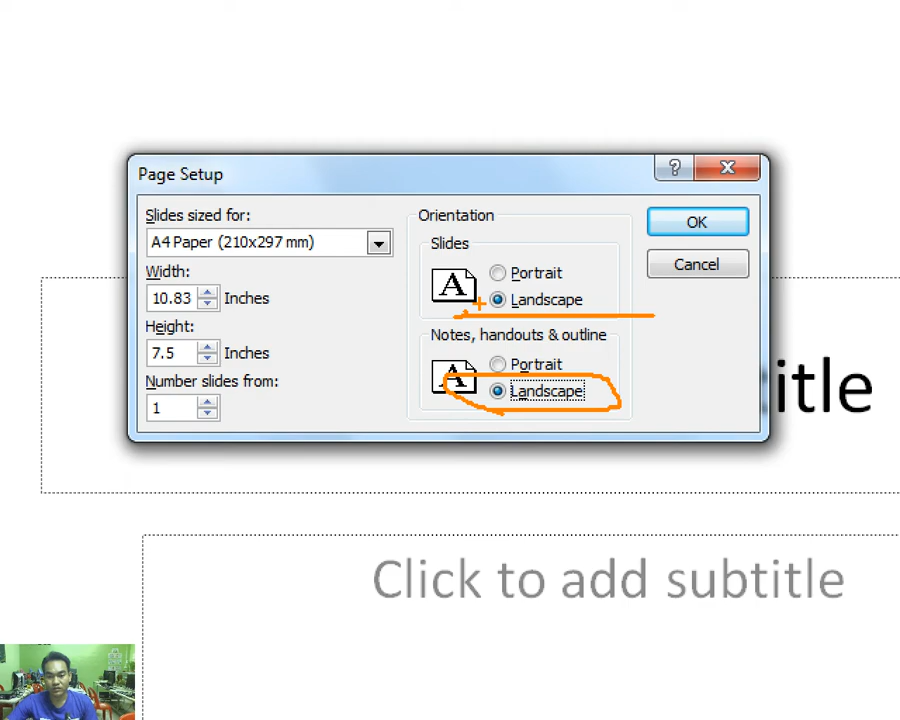 Page Setup
?
Slides sized for:
A4 Paper (210x297 mm)
Width:
10.83 Inches
Height:
7.5 Inches
Number slides from:
1
Orientation
Slides
A
Portrait
Landscape
Notes, handouts & outline
A
Portrait
Landscape
OK
Cancel
itle
Click to add subtitle